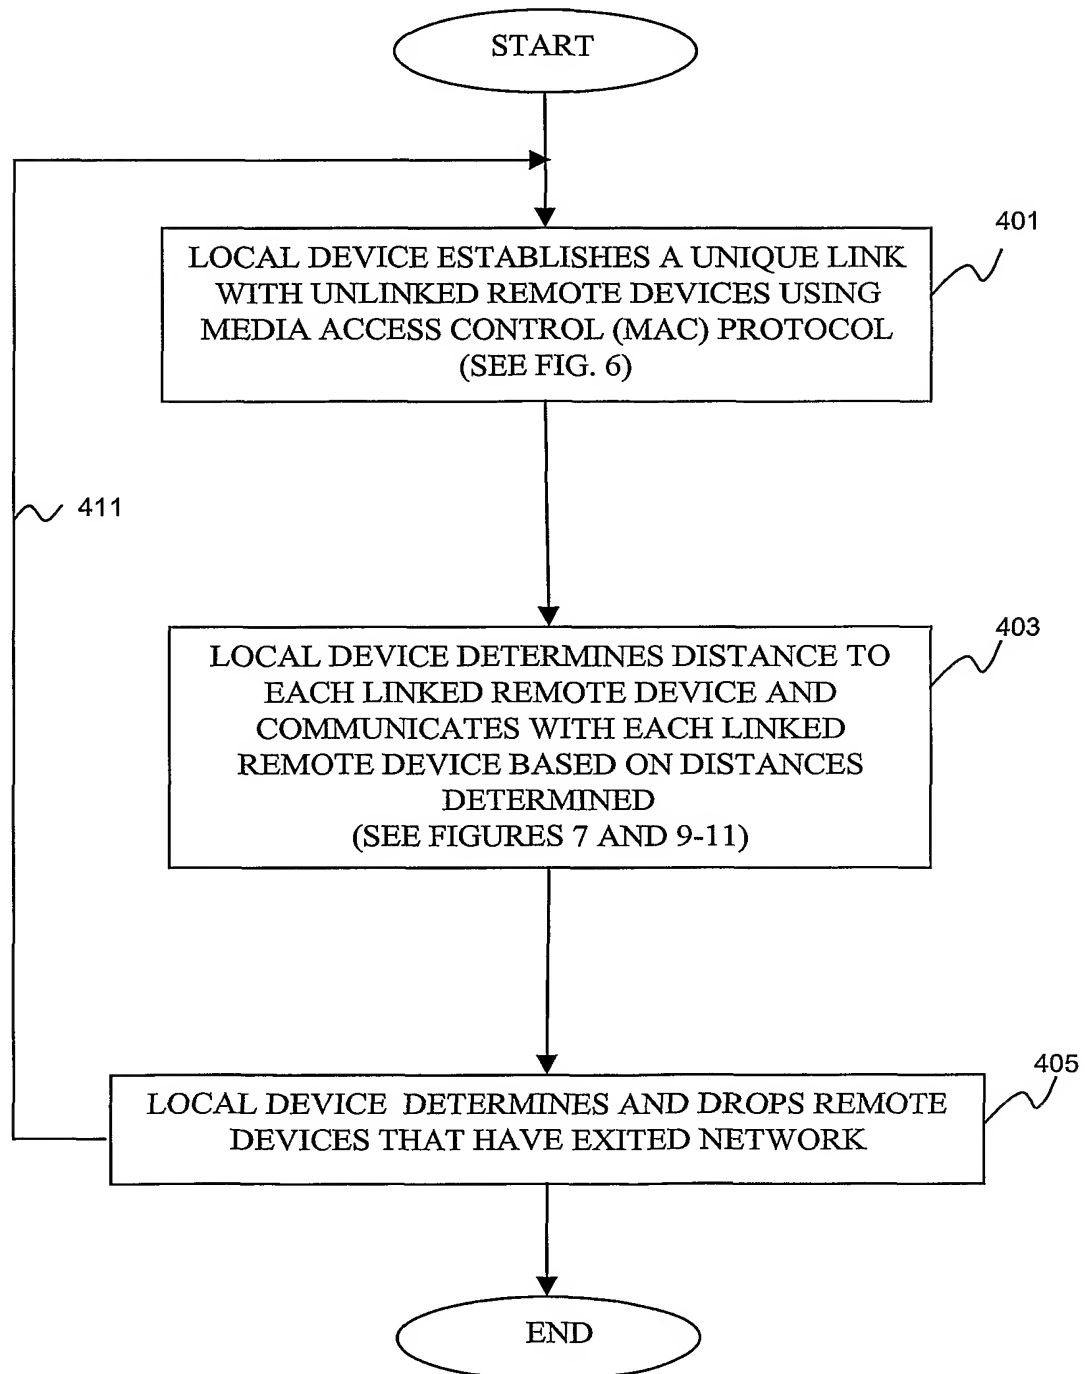 START
401
LOCAL DEVICE ESTABLISHES A UNIQUE LINK
WITH UNLINKED REMOTE DEVICES USING
MEDIA ACCESS CONTROL (MAC) PROTOCOL
(SEE FIG. 6)
411
403
LOCAL DEVICE DETERMINES DISTANCE TO
EACH LINKED REMOTE DEVICE AND
COMMUNICATES WITH EACH LINKED
REMOTE DEVICE BASED ON DISTANCES
DETERMINED
(SEE FIGURES 7 AND 9-11)
405
LOCAL DEVICE DETERMINES AND DROPS REMOTE
DEVICES THAT HAVE EXITED NETWORK
END